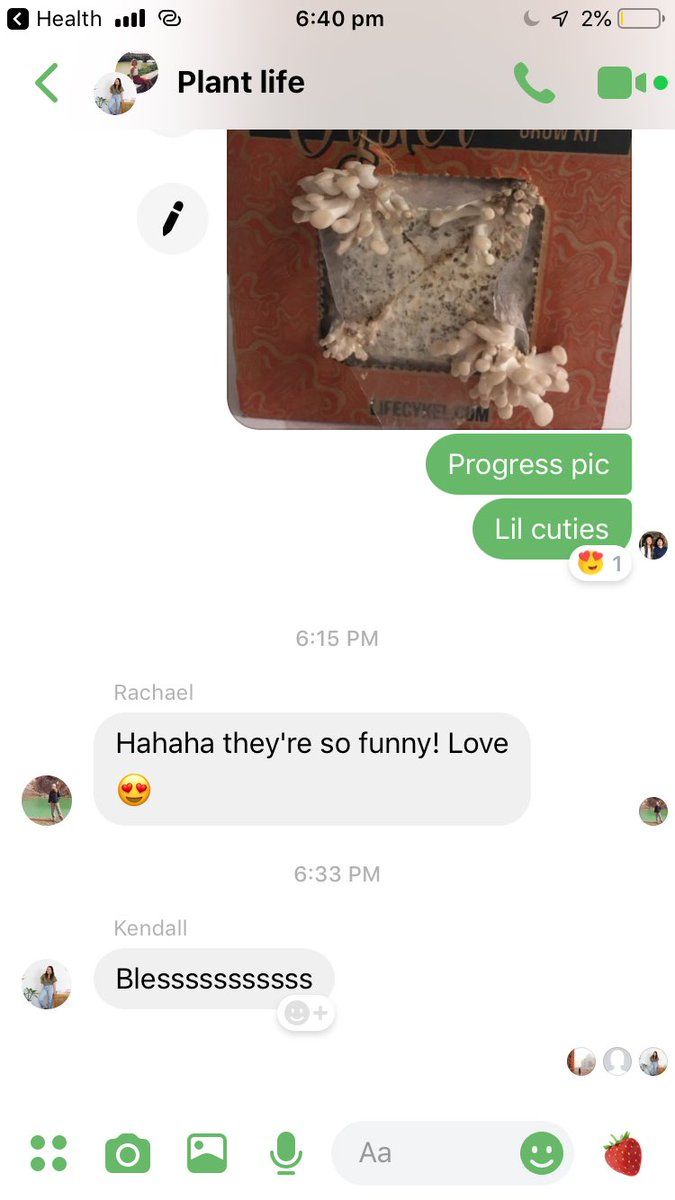 Health
6:40 pm
2%
Plant life
Oyster
GROW KIT
LIFECYKEL.COM
Progress pic
Lil cuties
1
6:15 PM
Rachael
Hahaha they're so funny! Love
6:33 PM
Kendall
Blesssssssssss
Aa